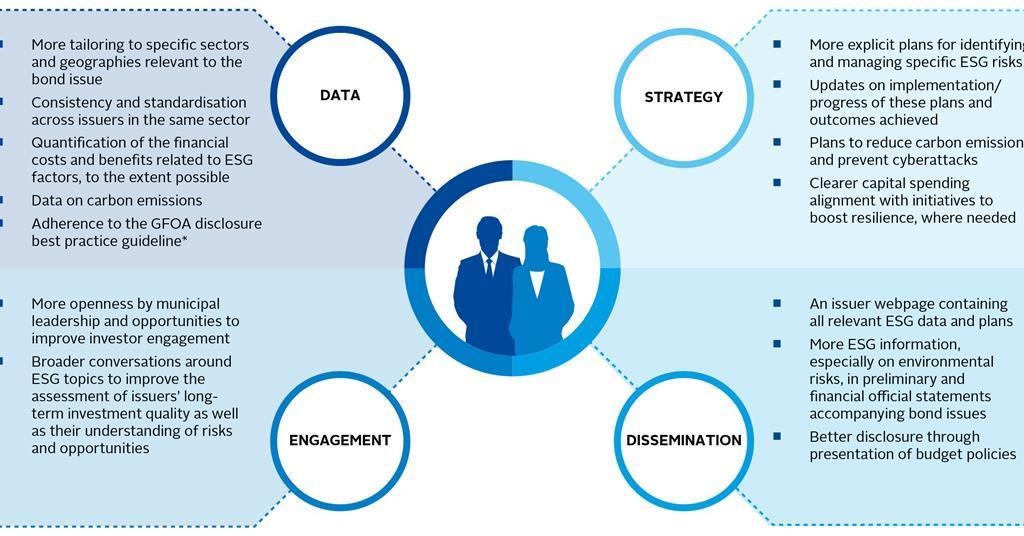 DATA
More tailoring to specific sectors
and geographies relevant to the
bond issue
Consistency and standardisation
across issuers in the same sector
Quantification of the financial
costs and benefits related to ESG
factors, to the extent possible
Data on carbon emissions
Adherence to the GFOA disclosure
best practice guideline*
STRATEGY
More explicit plans for identifying
and managing specific ESG risks
Updates on implementation/
progress of these plans and
outcomes achieved
Plans to reduce carbon emission
and prevent cyberattacks
Clearer capital spending
alignment with initiatives to
boost resilience, where needed
ENGAGEMENT
More openness by municipal
leadership and opportunities to
improve investor engagement
Broader conversations around
ESG topics to improve the
assessment of issuers' long-
term investment quality as well
as their understanding of risks
and opportunities
DISSEMINATION
An issuer webpage containing
all relevant ESG data and plans
More ESG information,
especially on environmental
risks, in preliminary and
financial official statements
accompanying bond issues
Better disclosure through
presentation of budget policies